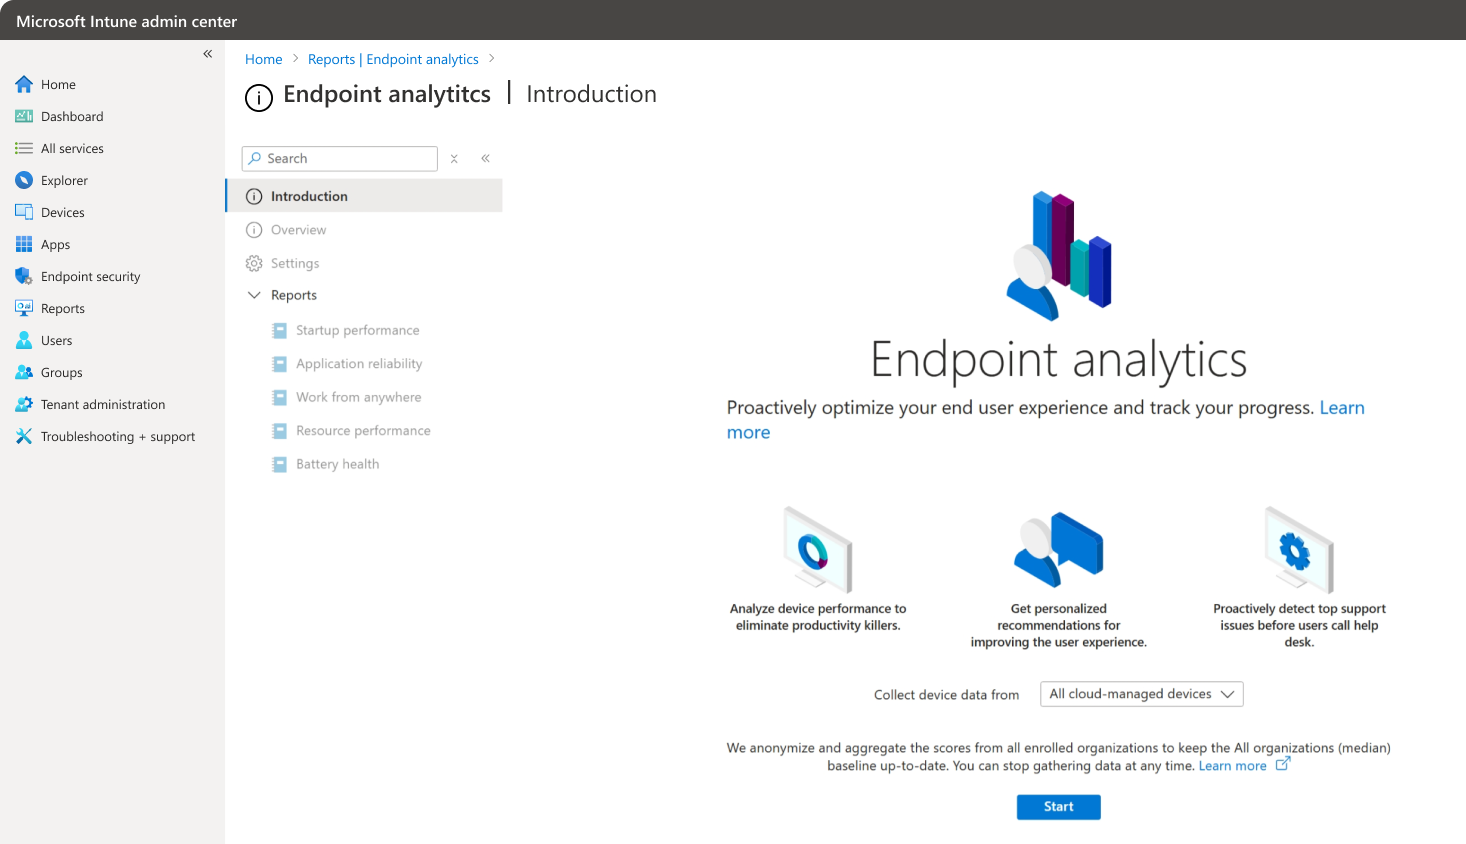 Microsoft Intune admin center
Home
Dashboard
All services
Explorer
Devices
Apps
Endpoint security
Reports
Users
Groups
Tenant administration
Troubleshooting + support
Home > Reports | Endpoint analytics >
Endpoint analytitcs | Introduction
Search
Introduction
Overview
Settings
Reports
Startup performance
Application reliability
Work from anywhere
Resource performance
Battery health
Endpoint analytics
Proactively optimize your end user experience and track your progress. Learn
more
Analyze device performance to
eliminate productivity killers.
Get personalized
recommendations for
improving the user experience.
Proactively detect top support
issues before users call help
desk.
Collect device data from All cloud-managed devices
We anonymize and aggregate the scores from all enrolled organizations to keep the All organizations (median)
baseline up-to-date. You can stop gathering data at any time. Learn more
Start